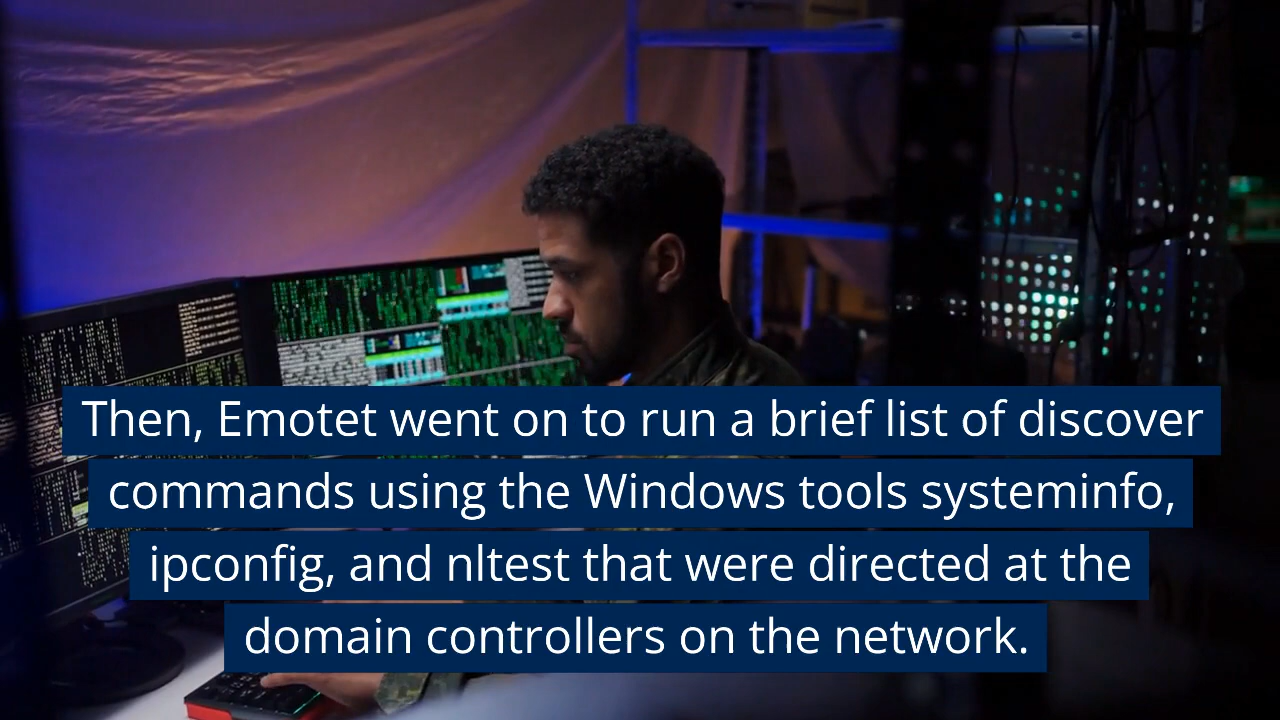 Then, Emotet went on to run a brief list of discover
commands using the Windows tools systeminfo,
ipconfig, and nltest that were directed at the
domain controllers on the network.